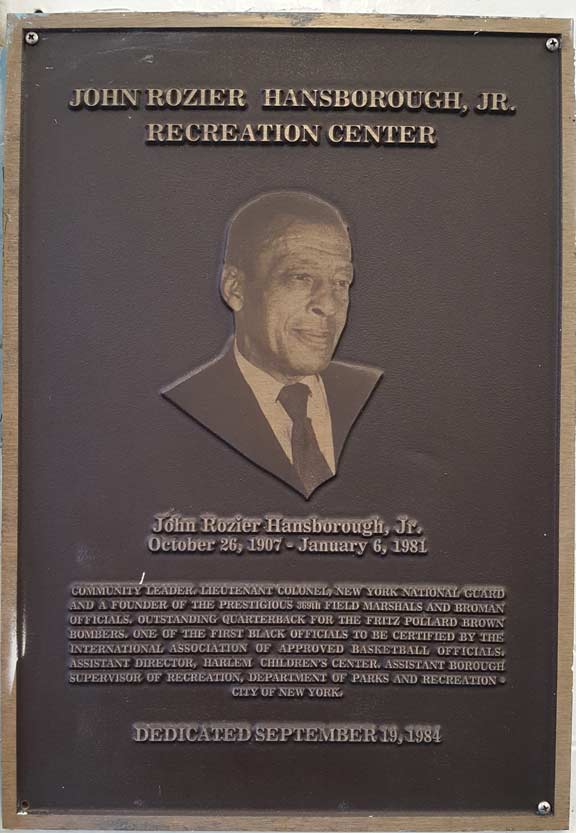 JOHN ROZIER HANSBOROUGH, JR.
RECREATION CENTER
John Rozier Hansborough, Jr.
October 26, 1907 - January 6, 1981
COMMUNITY LEADER, LIEUTENANT COLONEL, NEW YORK NATIONAL GUARD
AND A FOUNDER OF THE PRESTIGIOUS 369th FIELD MARSHALS AND BROMAN
OFFICIALS. OUTSTANDING QUARTERBACK FOR THE FRITZ POLLARD BROWN
BOMBERS. ONE OF THE FIRST BLACK OFFICIALS TO BE CERTIFIED BY THE
INTERNATIONAL ASSOCIATION OF APPROVED BASKETBALL OFFICIALS.
ASSISTANT DIRECTOR, HARLEM CHILDREN'S CENTER. ASSISTANT BOROUGH
SUPERVISOR OF RECREATION, DEPARTMENT OF PARKS AND RECREATION -
CITY OF NEW YORK.
DEDICATED SEPTEMBER 19, 1984